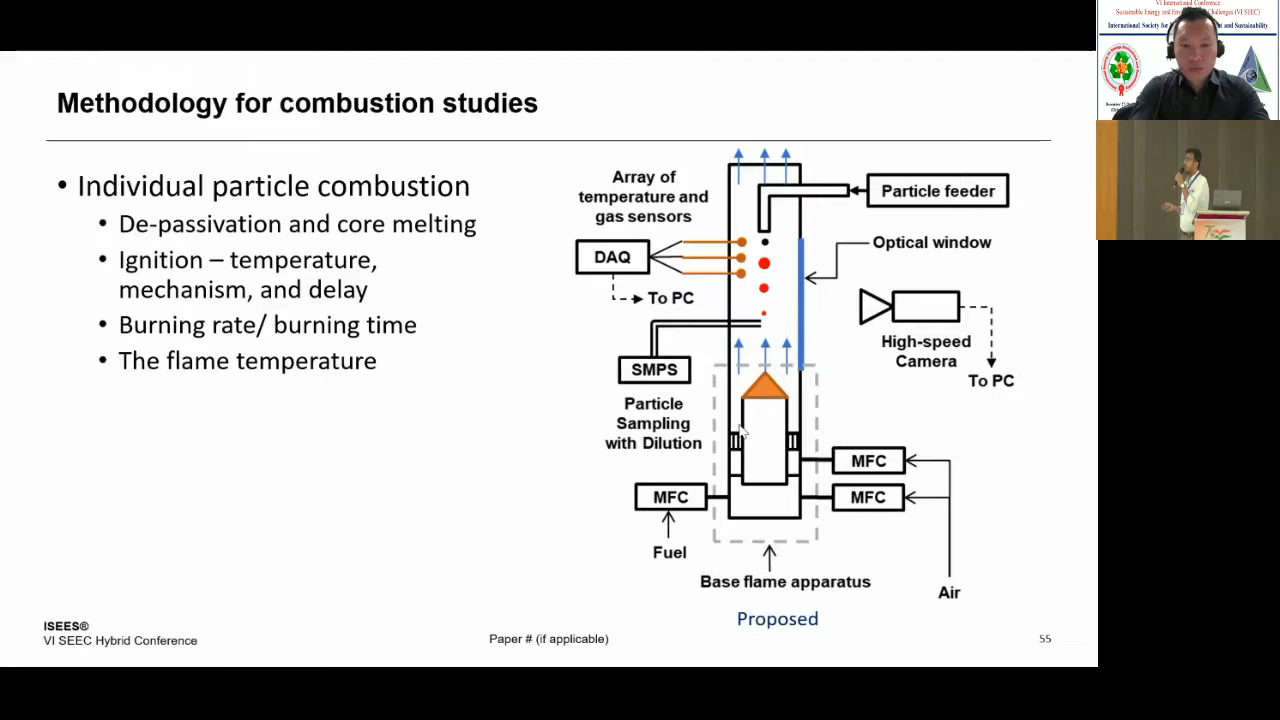 Methodology for combustion studies
• Individual particle combustion
• De-passivation and core melting
• Ignition – temperature,
mechanism, and delay
• Burning rate/ burning time
• The flame temperature
Array of
temperature and
gas sensors
Particle feeder
DAQ
Optical window
To PC
High-speed
Camera
To PC
SMPS
Particle
Sampling
with Dilution
MFC
MFC
MFC
Fuel
Base flame apparatus
Air
Proposed
ISEES®
VI SEEC Hybrid Conference
Paper # (if applicable)
55
VI International Conference
Sustainable Energy and Challenges (VI SEEC)
International Society for and Sustainability